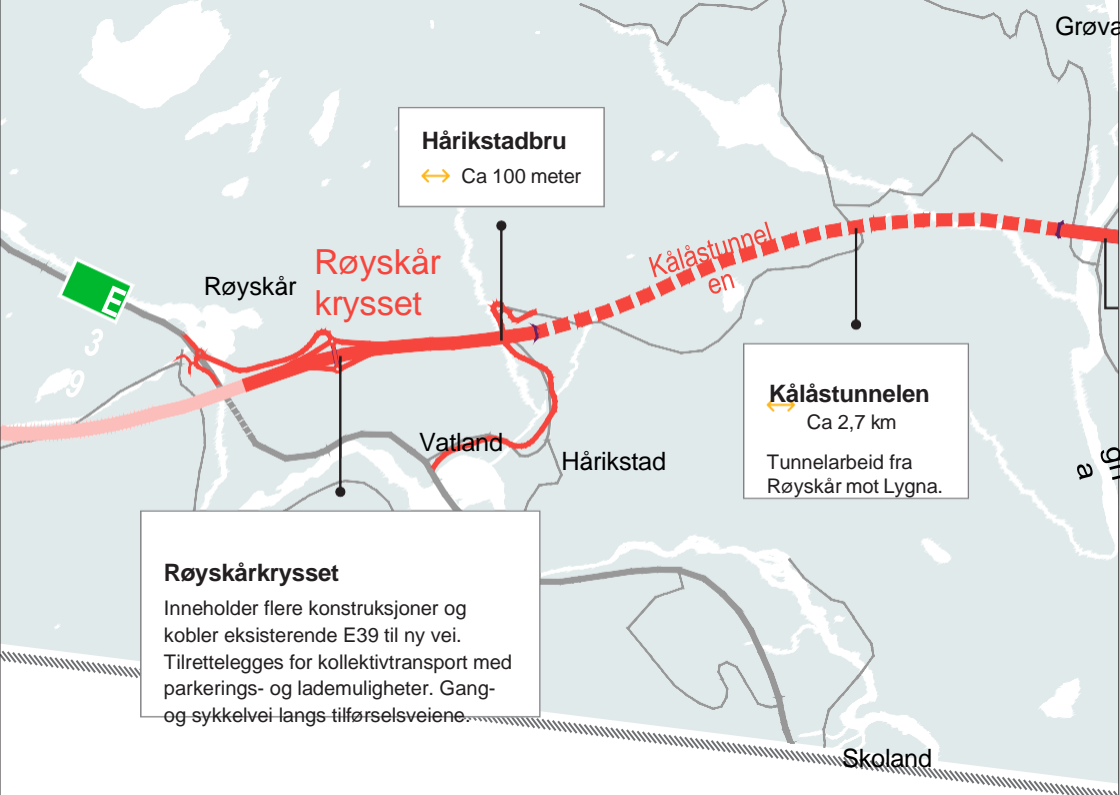 Grøva
Hårikstadbru
Ca 100 meter
Kålåstunnel
en
Røyskår
krysset
Røyskår
E
3
9
Kålåstunnelen
Ca 2,7 km
Tunnelarbeid fra
Røyskår mot Lygna.
Vatland
Hårikstad
gn
a
Røyskårkrysset
Inneholder flere konstruksjoner og
kobler eksisterende E39 til ny vei.
Tilrettelegges for kollektivtransport med
parkerings- og lademuligheter. Gang-
og sykkelvei langs tilførselsveiene.
Skoland